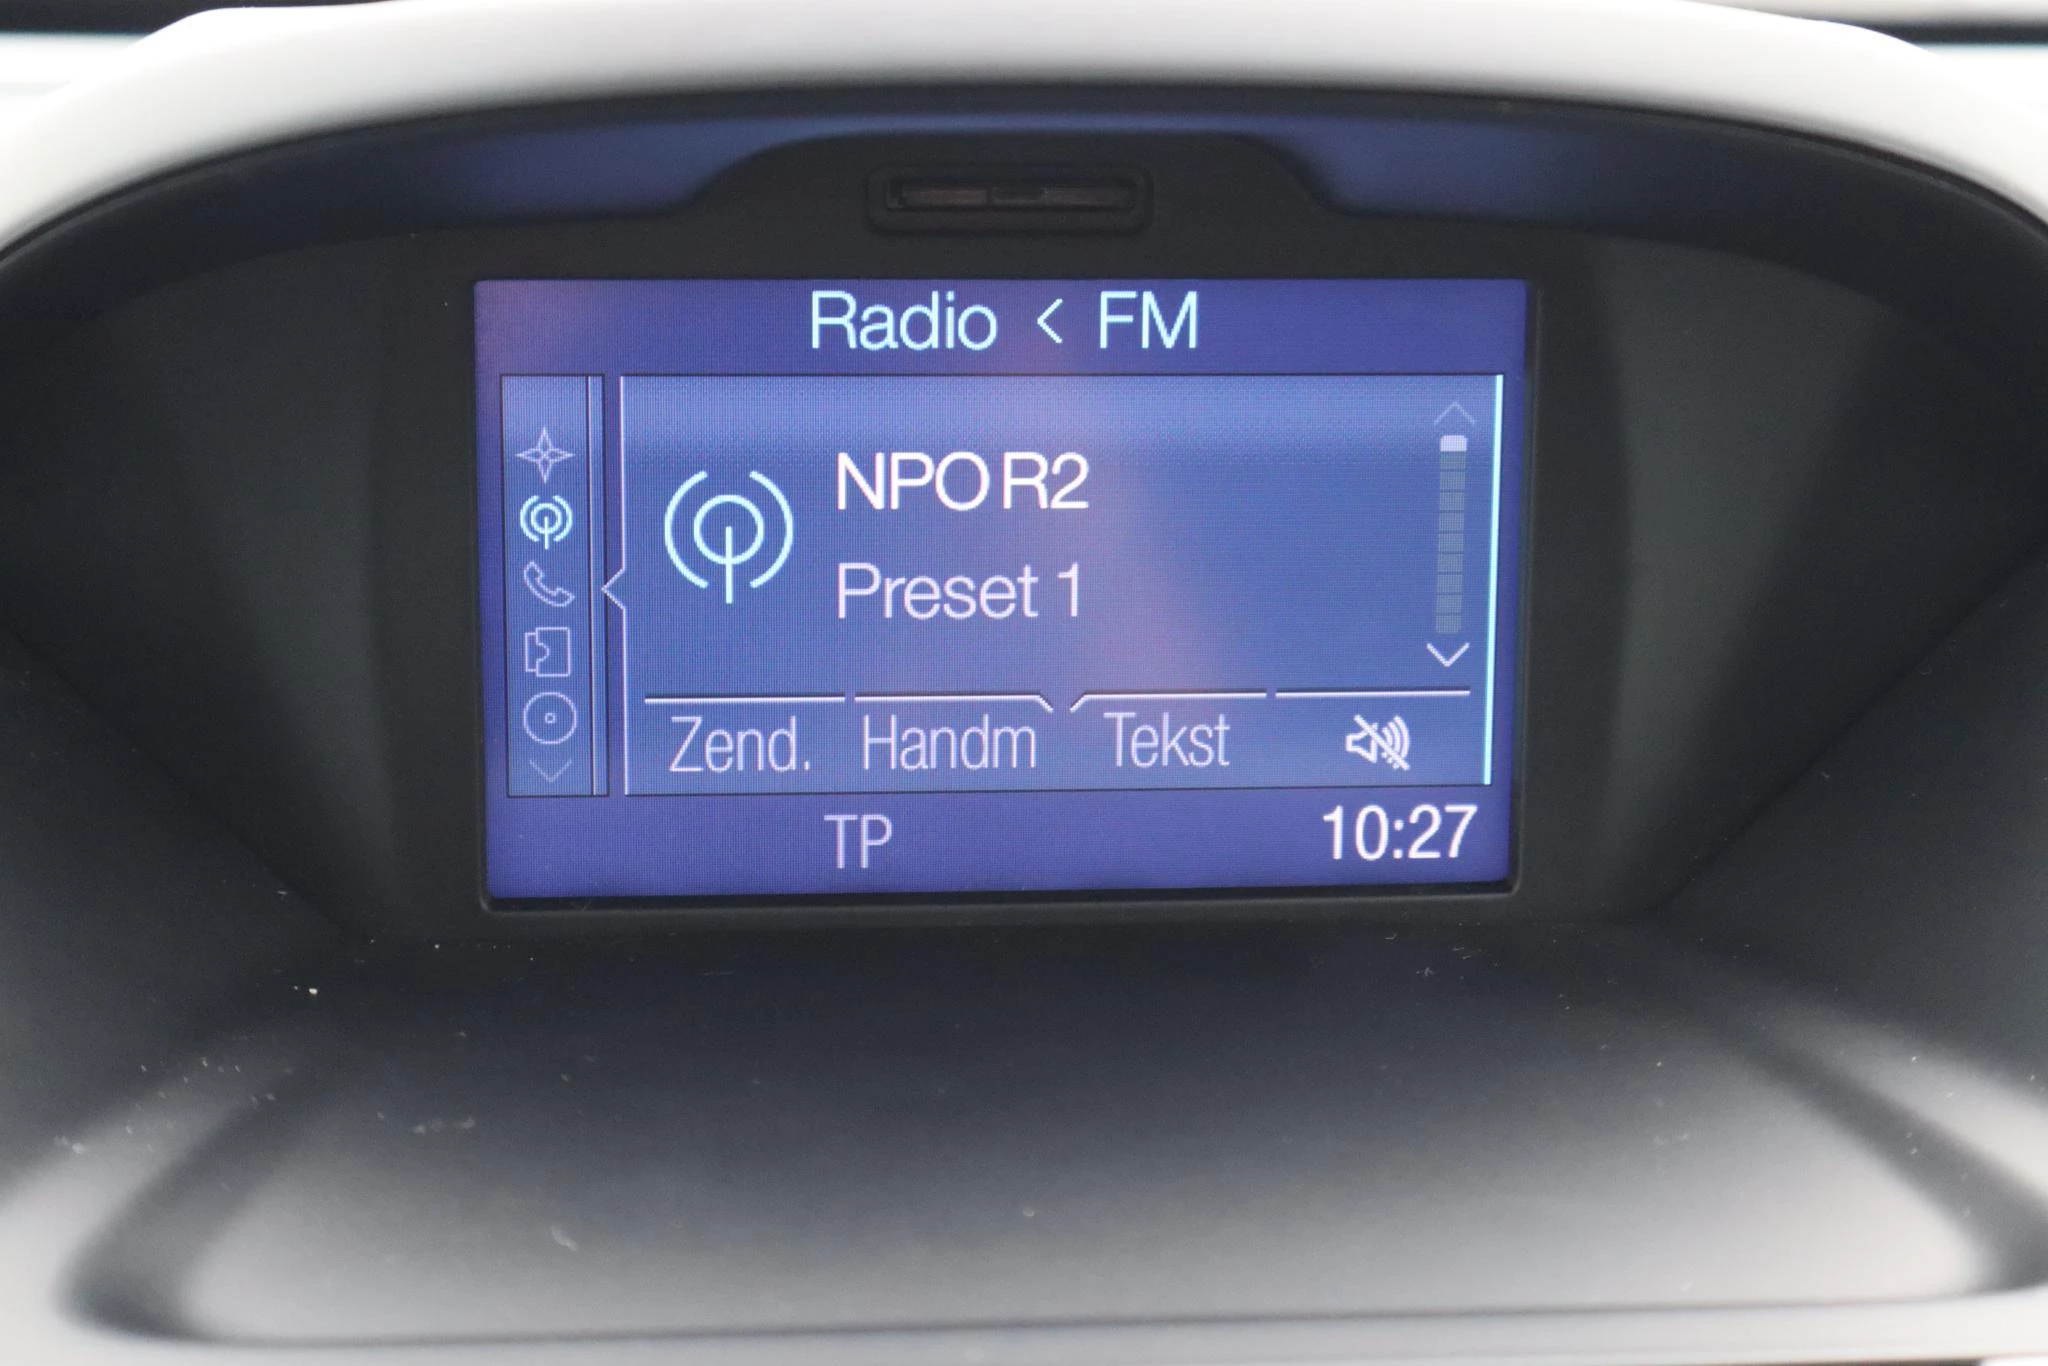 Radio < FM
NPO R2
Preset 1
Zend. Handm Tekst
TP 10:27